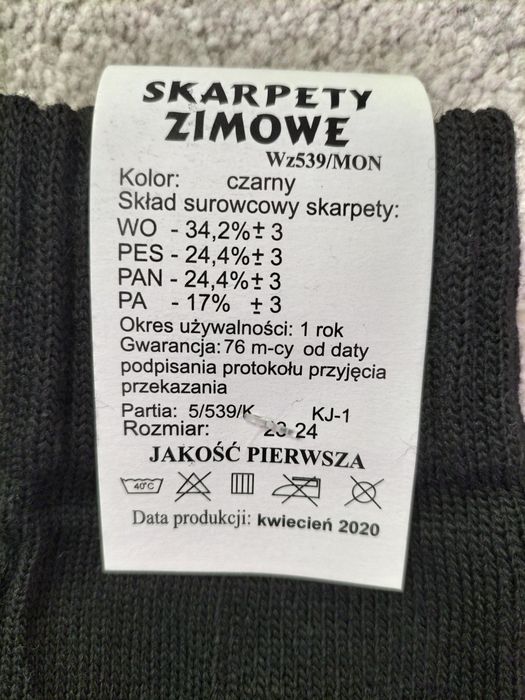 SKARPETY
ZIMOWE
Wz539/MON
Kolor: czarny
Skład surowcowy skarpety:
WO - 34,2% ± 3
PES - 24,4% ± 3
PAN - 24,4% ± 3
PA - 17% ± 3
Okres używalności: 1 rok
Gwarancja: 76 m-cy od daty
podpisania protokołu przyjęcia
przekazania
Partia: 5/539/K KJ-1
Rozmiar: 23-24
JAKOŚĆ PIERWSZA
40°C
Data produkcji: kwiecień 2020